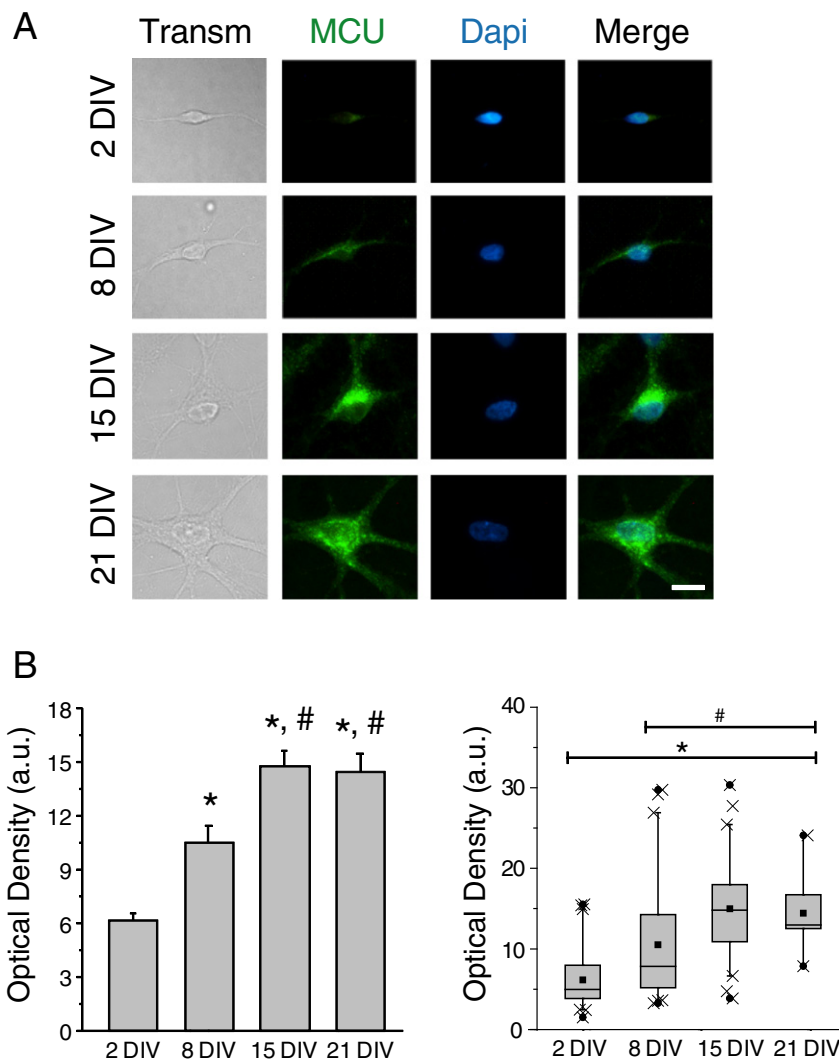 A
Transm MCU Dapi Merge
2 DIV
8 DIV
15 DIV
21 DIV
B
Optical Density (a.u.)
18
15
12
9
6
3
0
*
*, #
*, #
2 DIV 8 DIV 15 DIV 21 DIV
Optical Density (a.u.)
40
30
20
10
0
#
*
2 DIV 8 DIV 15 DIV 21 DIV